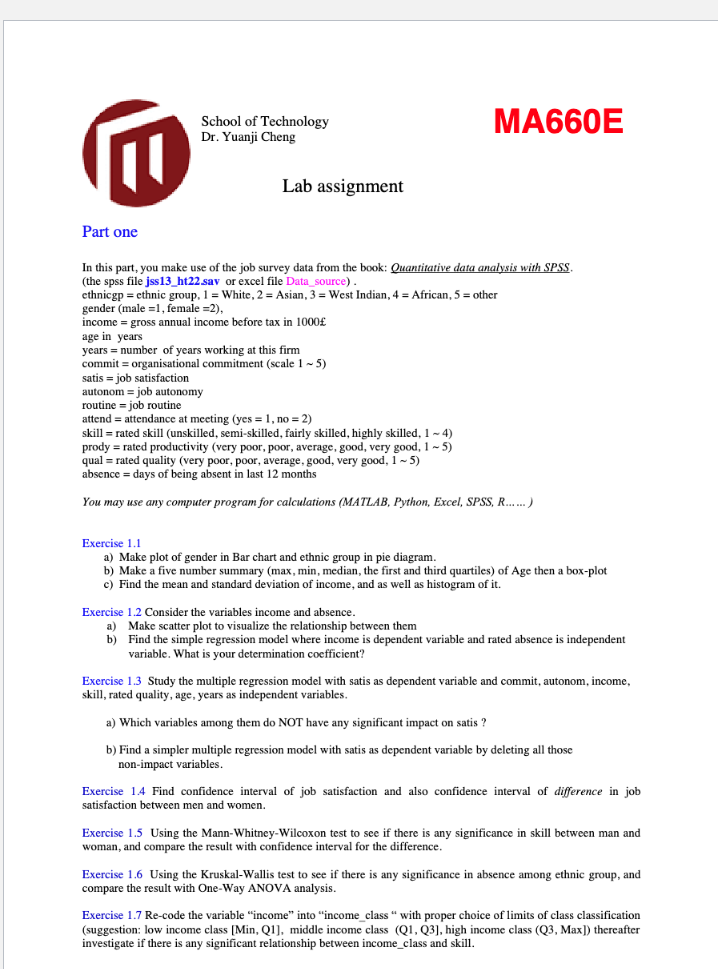 School of Technology
MA660E
Dr. Yuanji Cheng
Lab assignment
Part one
In this part, you make use of the job survey data from the book: Quantitative data analysis with SPSS.
(the spss file jss13_ht22.sav  or excel file Data_source) .
ethnicgp = ethnic group, 1 = White, 2 = Asian, 3 = West Indian, 4 = African, 5 = other
gender (male =1, female =2),
income = gross annual income before tax in 1000£
age in  years
years = number  of years working at this firm
commit = organisational commitment (scale 1 ~ 5)
satis = job satisfaction
autonom = job autonomy
routine = job routine
attend = attendance at meeting (yes = 1, no = 2)
skill = rated skill (unskilled, semi-skilled, fairly skilled, highly skilled, 1 ~ 4)
prody = rated productivity (very poor, poor, average, good, very good, 1 ~ 5)
qual = rated quality (very poor, poor, average, good, very good, 1 ~ 5)
absence = days of being absent in last 12 months
You may use any computer program for calculations (MATLAB, Python, Excel, SPSS, R…… )
Exercise 1.1
a) Make plot of gender in Bar chart and ethnic group in pie diagram.
b) Make a five number summary (max, min, median, the first and third quartiles) of Age then a box-plot
c) Find the mean and standard deviation of income, and as well as histogram of it.
Exercise 1.2 Consider the variables income and absence.
a) Make scatter plot to visualize the relationship between them
b) Find the simple regression model where income is dependent variable and rated absence is independent
variable. What is your determination coefficient?
Exercise 1.3 Study the multiple regression model with satis as dependent variable and commit, autonom, income,
skill, rated quality, age, years as independent variables.
a) Which variables among them do NOT have any significant impact on satis ?
b) Find a simpler multiple regression model with satis as dependent variable by deleting all those
non-impact variables.
Exercise 1.4 Find confidence interval of job satisfaction and also confidence interval of difference in job
satisfaction between men and women.
Exercise 1.5 Using the Mann-Whitney-Wilcoxon test to see if there is any significance in skill between man and
woman, and compare the result with confidence interval for the difference.
Exercise 1.6 Using the Kruskal-Wallis test to see if there is any significance in absence among ethnic group, and
compare the result with One-Way ANOVA analysis.
Exercise 1.7 Re-code the variable “income” into “income_class “ with proper choice of limits of class classification
(suggestion: low income class [Min, Q1],  middle income class  (Q1, Q3], high income class (Q3, Max]) thereafter
investigate if there is any significant relationship between income_class and skill.